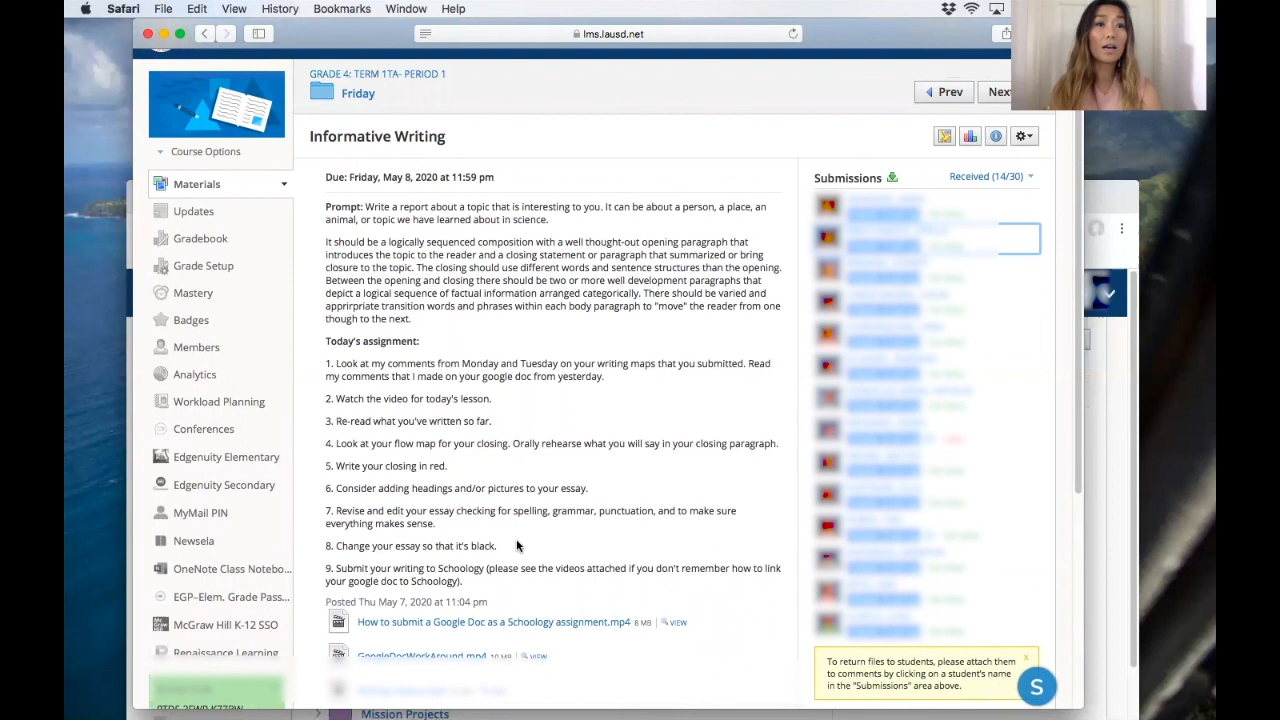 Safari File Edit View History Bookmarks Window Help
lms.lausd.net
GRADE 4: TERM 1TA- PERIOD 1
Friday
Prev
Next
Course Options
Informative Writing
Materials
Updates
Gradebook
Grade Setup
Mastery
Badges
Members
Analytics
Workload Planning
Conferences
Edgenuity Elementary
Edgenuity Secondary
MyMail PIN
Newsela
OneNote Class Notebo...
EGP–Elem. Grade Pass...
McGraw Hill K-12 SSO
Renaissance Learning
Due: Friday, May 8, 2020 at 11:59 pm
Prompt: Write a report about a topic that is interesting to you. It can be about a person, a place, an
animal, or topic we have learned about in science.
It should be a logically sequenced composition with a well thought-out opening paragraph that
introduces the topic to the reader and a closing statement or paragraph that summarized or bring
closure to the topic. The closing should use different words and sentence structures than the opening.
Between the opening and closing there should be two or more well development paragraphs that
depict a logical sequence of factual information arranged categorically. There should be varied and
apprirpriate transition words and phrases within each body paragraph to "move" the reader from one
though to the next.
Today's assignment:
1. Look at my comments from Monday and Tuesday on your writing maps that you submitted. Read
my comments that I made on your google doc from yesterday.
2. Watch the video for today's lesson.
3. Re-read what you've written so far.
4. Look at your flow map for your closing. Orally rehearse what you will say in your closing paragraph.
5. Write your closing in red.
6. Consider adding headings and/or pictures to your essay.
7. Revise and edit your essay checking for spelling, grammar, punctuation, and to make sure
everything makes sense.
8. Change your essay so that it's black.
9. Submit your writing to Schoology (please see the videos attached if you don't remember how to link
your google doc to Schoology).
Posted Thu May 7, 2020 at 11:04 pm
How to submit a Google Doc as a Schoology assignment.mp4 8 MB VIEW
GoogleDocWorkAround.mp4 10 MB VIEW
Mission Projects
Submissions
Received (14/30)
To return files to students, please attach them
to comments by clicking on a student's name
in the "Submissions" area above.
x
S